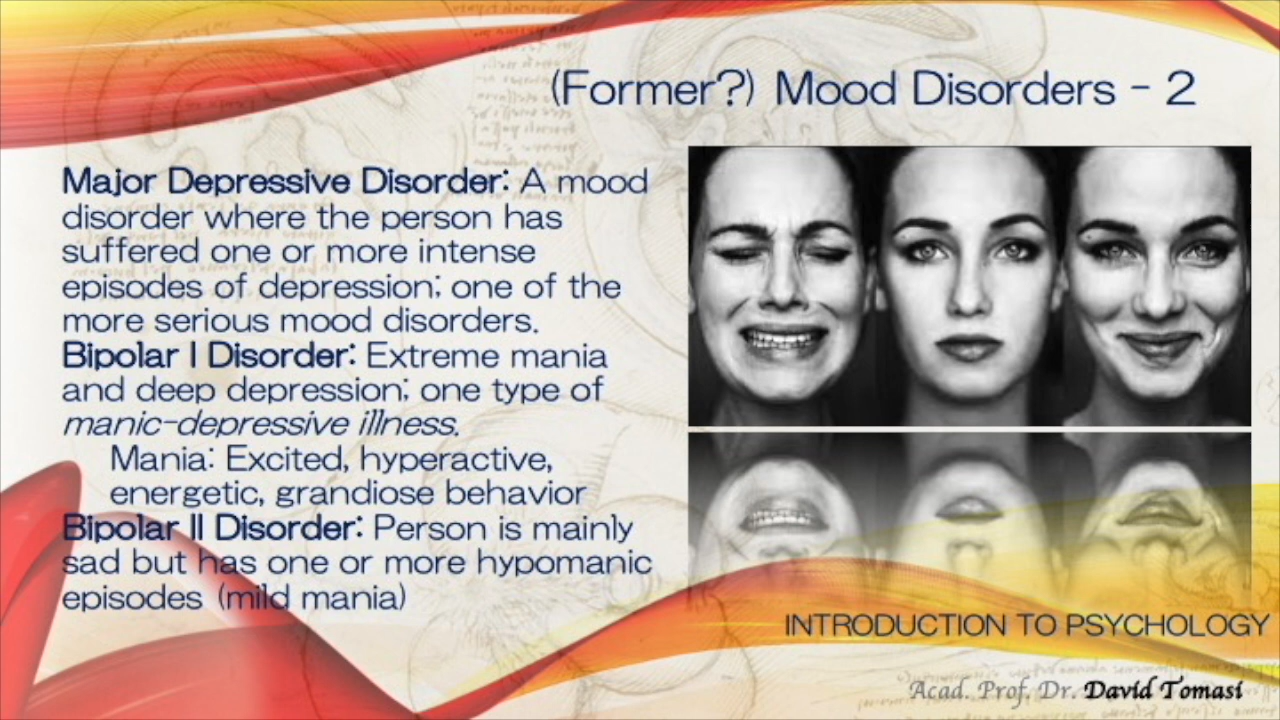 (Former?) Mood Disorders - 2
Major Depressive Disorder: A mood
disorder where the person has
suffered one or more intense
episodes of depression; one of the
more serious mood disorders.
Bipolar I Disorder: Extreme mania
and deep depression; one type of
manic-depressive illness.
Mania: Excited, hyperactive,
energetic, grandiose behavior
Bipolar II Disorder: Person is mainly
sad but has one or more hypomanic
episodes (mild mania)
INTRODUCTION TO PSYCHOLOGY
Acad. Prof. Dr. David Tomasi